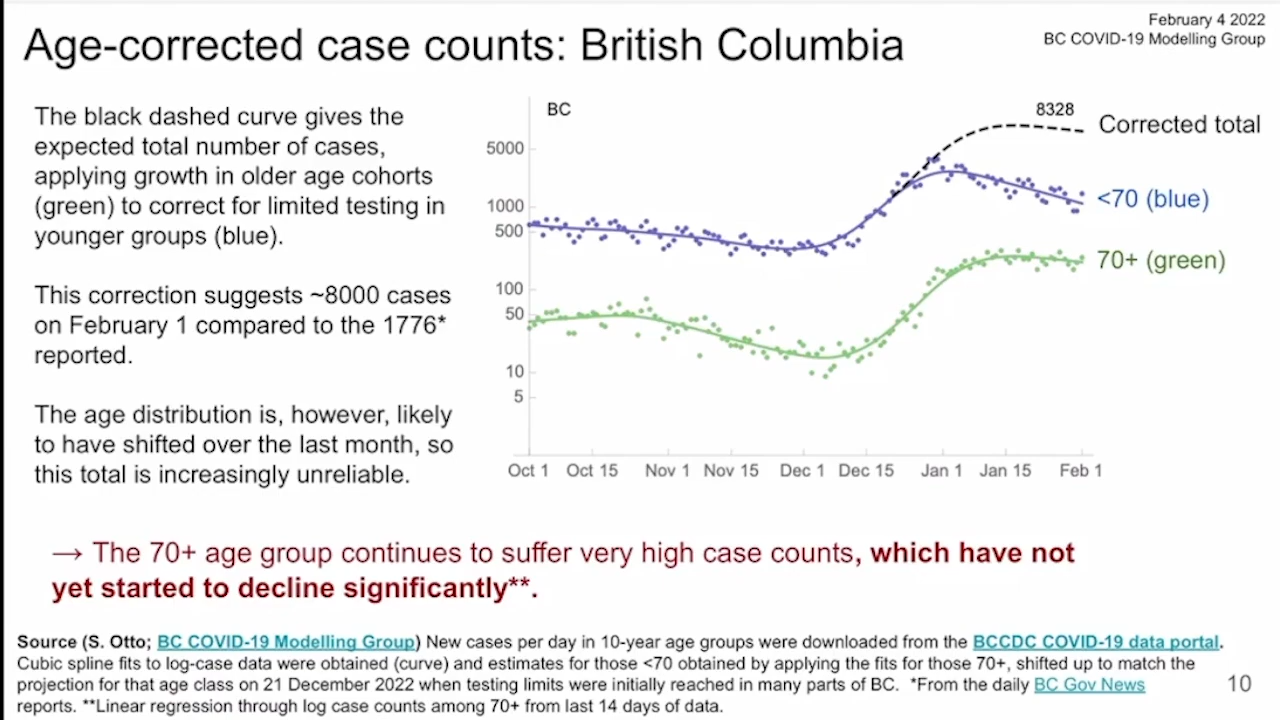 February 4 2022
BC COVID-19 Modelling Group
Age-corrected case counts: British Columbia
The black dashed curve gives the
expected total number of cases,
applying growth in older age cohorts
(green) to correct for limited testing in
younger groups (blue).
This correction suggests ~8000 cases
on February 1 compared to the 1776*
reported.
The age distribution is, however, likely
to have shifted over the last month, so
this total is increasingly unreliable.
BC
8328
Corrected total
<70 (blue)
70+ (green)
5000
1000
500
100
50
10
5
Oct 1 Oct 15 Nov 1 Nov 15 Dec 1 Dec 15 Jan 1 Jan 15 Feb 1
→ The 70+ age group continues to suffer very high case counts, which have not
yet started to decline significantly**.
Source (S. Otto; BC COVID-19 Modelling Group) New cases per day in 10-year age groups were downloaded from the BCCDC COVID-19 data portal.
Cubic spline fits to log-case data were obtained (curve) and estimates for those <70 obtained by applying the fits for those 70+, shifted up to match the
projection for that age class on 21 December 2022 when testing limits were initially reached in many parts of BC. *From the daily BC Gov News
reports. **Linear regression through log case counts among 70+ from last 14 days of data.
10